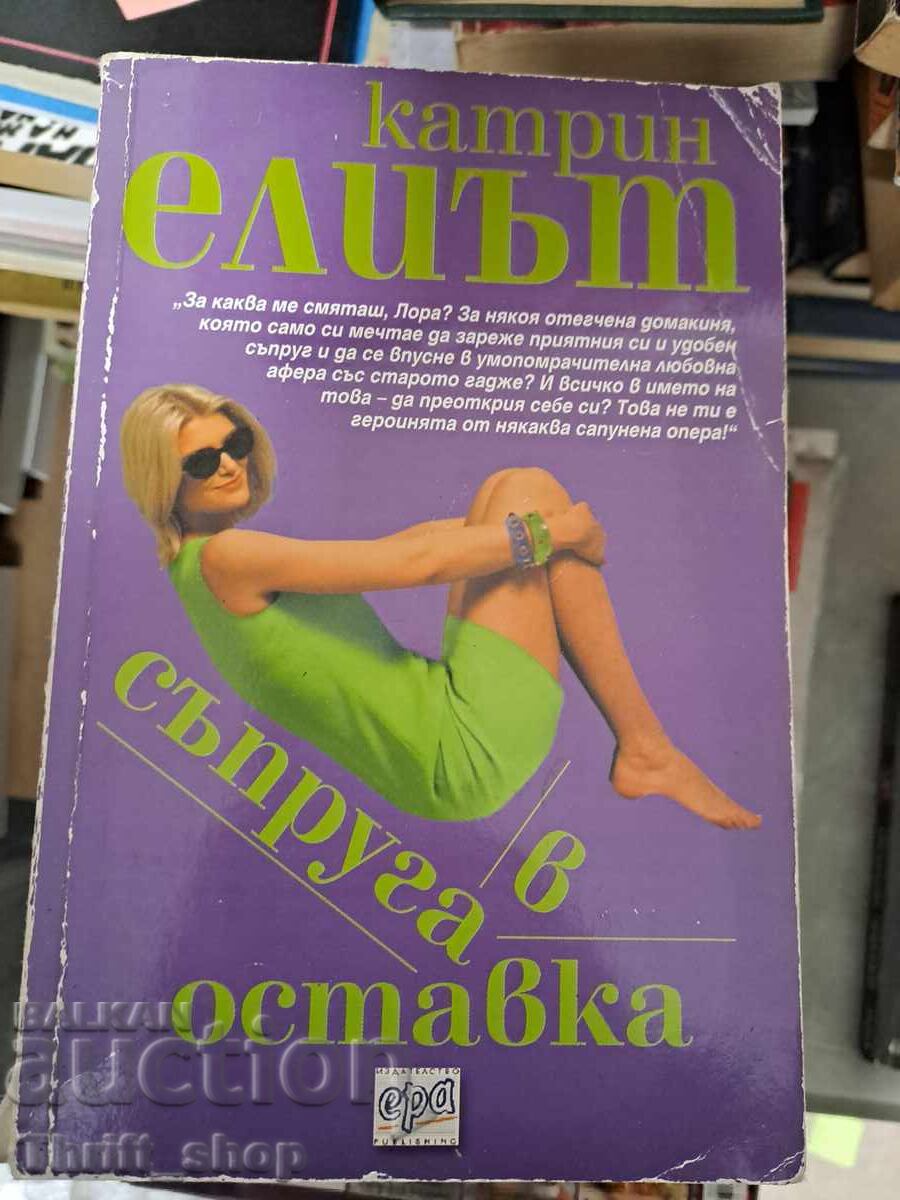 катрин
елиът
„За каква ме смяташ, Лора? За някоя отегчена домакиня,
която само си мечтае да зареже приятния си и удобен
съпруг и да се впусне в умопомрачителна любовна
афера със старото гадже? И всичко в името на
това – да преоткрия себе си? Това не ти е
героинята от някаква сапунена опера!“
съпруга
в
оставка
BALKAN
auction
thrift_shop
ИЗДАТЕЛСТВО
ера
PUBLISHING